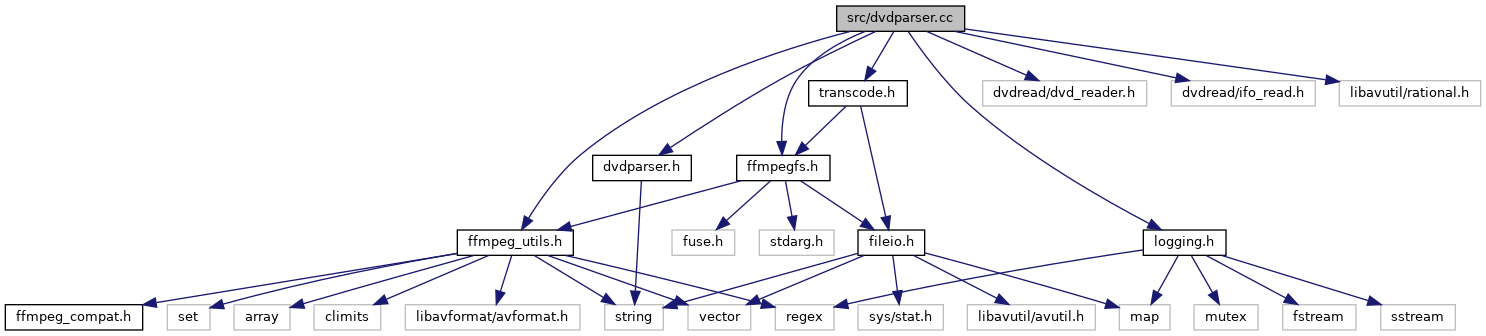 src/dvdparser.cc
transcode.h
dvdread/dvd_reader.h
dvdread/ifo_read.h
libavutil/rational.h
dvdparser.h
ffmpegfs.h
ffmpeg_utils.h
fuse.h
stdarg.h
fileio.h
logging.h
ffmpeg_compat.h
set
array
climits
libavformat/avformat.h
string
vector
regex
sys/stat.h
libavutil/avutil.h
map
mutex
fstream
sstream